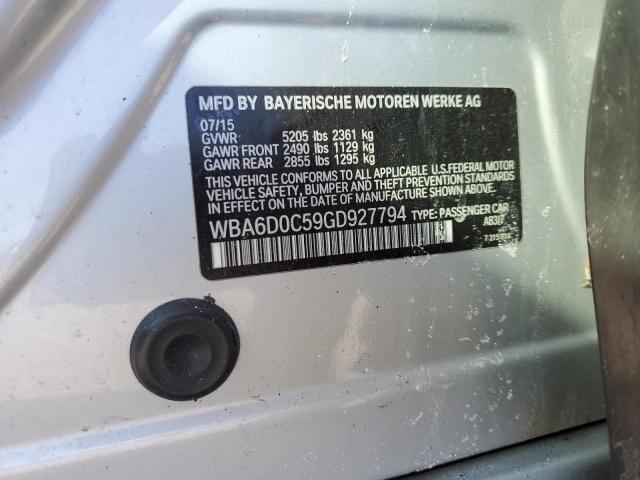 MFD BY BAYERISCHE MOTOREN WERKE AG
07/15
GVWR 5205 lbs 2361 kg
GAWR FRONT 2490 lbs 1129 kg
GAWR REAR 2855 lbs 1295 kg
THIS VEHICLE CONFORMS TO ALL APPLICABLE U.S.FEDERAL MOTOR
VEHICLE SAFETY, BUMPER AND THEFT PREVENTION STANDARDS
IN EFFECT ON THE DATE OF MANUFACTURE SHOWN ABOVE.
WBA6D0C59GD927794 TYPE: PASSENGER CAR